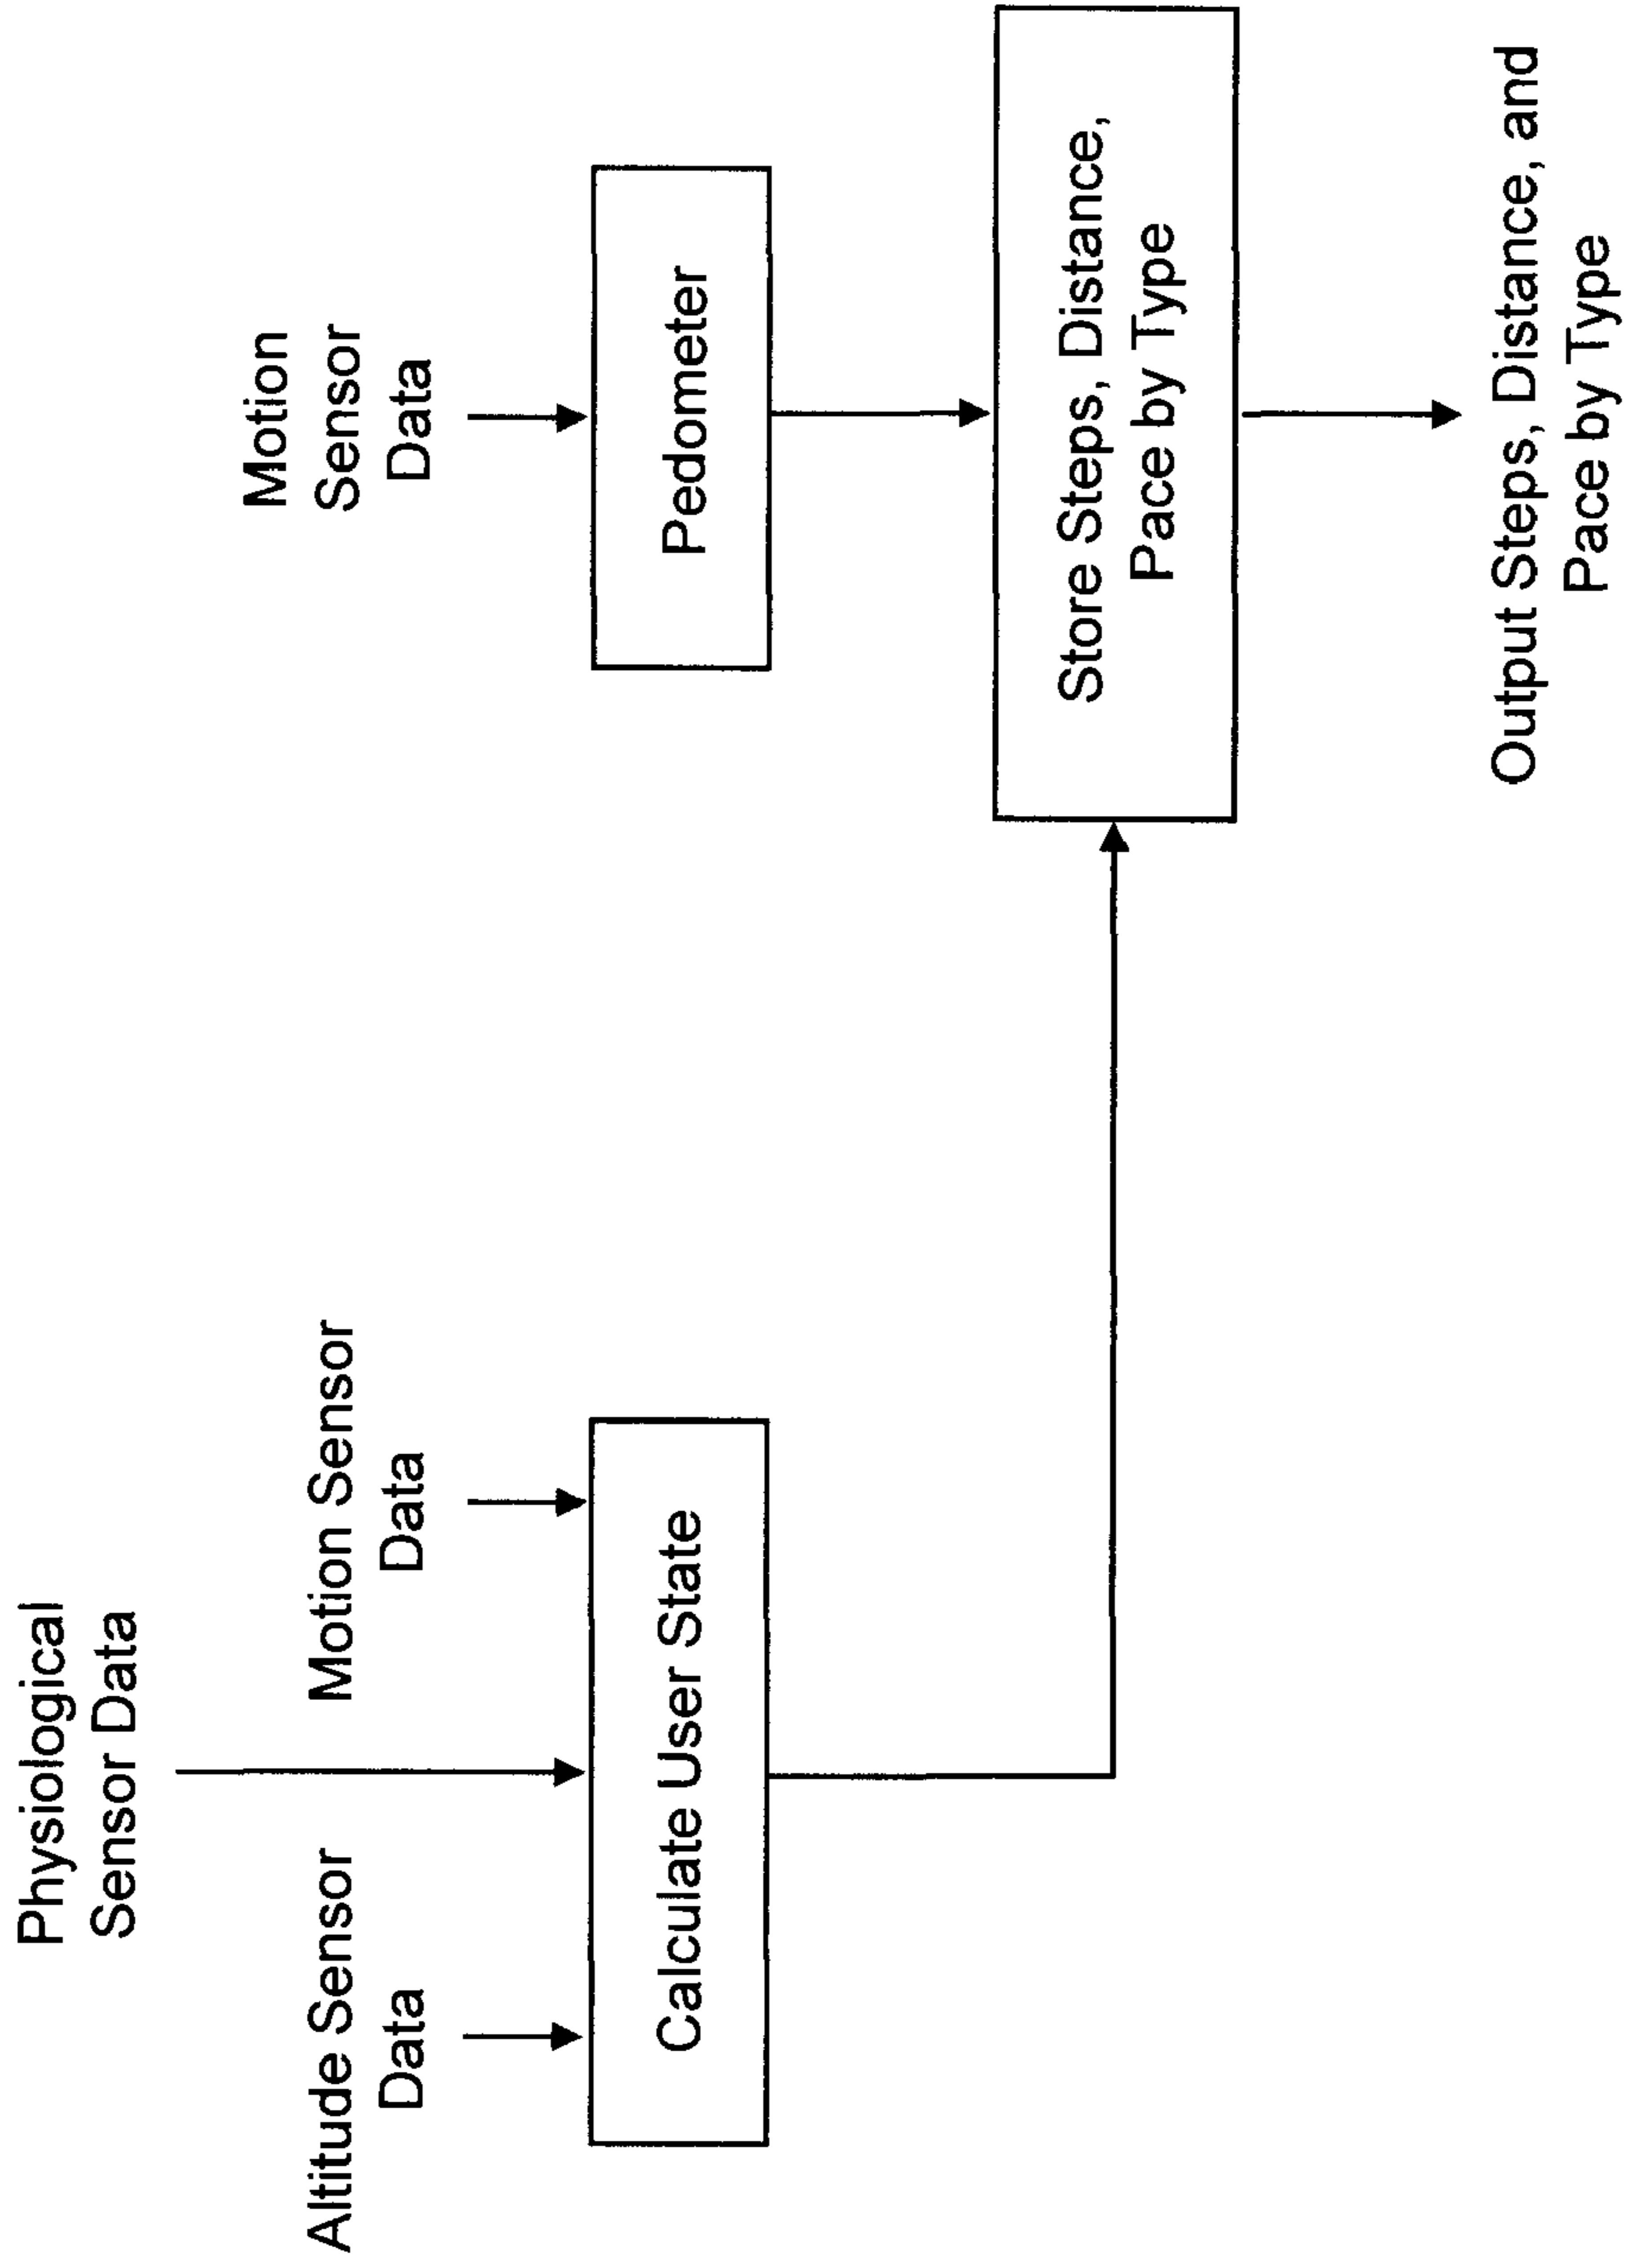 Physiological
Sensor Data
Altitude Sensor
Data
Motion Sensor
Data
Motion
Sensor
Data
Calculate User State
Pedometer
Store Steps, Distance,
Pace by Type
Output Steps, Distance, and
Pace by Type